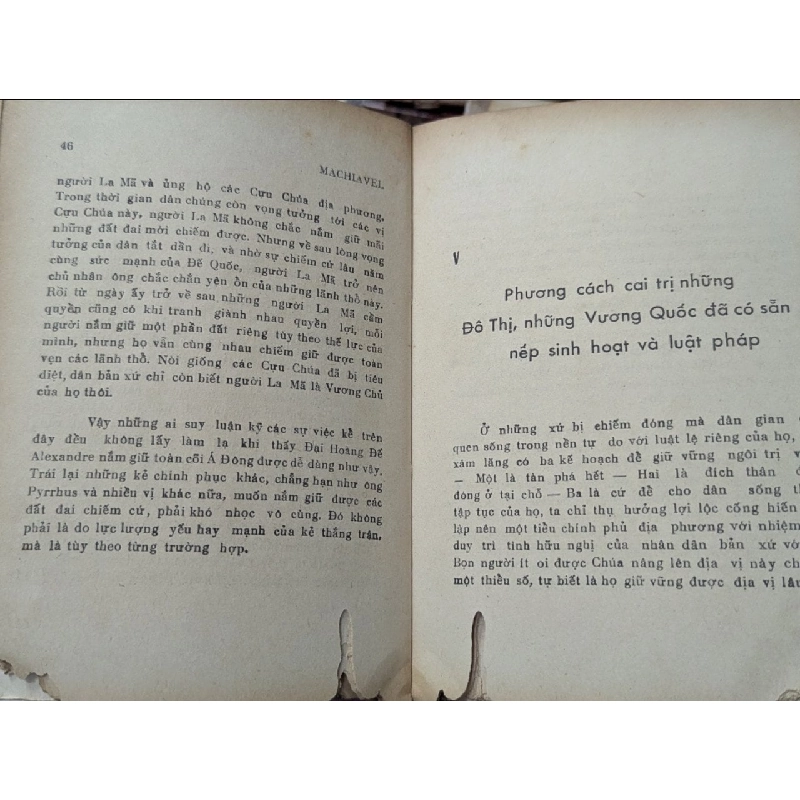 46
MACHIAVEL
người La Mã và ủng hộ các Cựu Chúa địa phương.
Trong thời gian dân chúng còn vọng tưởng tới các vị
Cựu Chúa này, người La Mã không chắc nắm giữ mãi
những đất đai mới chiếm được. Nhưng về sau lòng vọng
tưởng của dân tắt dần đi, và nhờ sự chiếm cứ lâu năm
cùng sức mạnh của Đế Quốc, người La Mã trở nên
chủ nhân ông chắc chắn yên ổn của những lãnh thổ này.
Rồi từ ngày ấy trở về sau, những người La Mã cầm
quyền cũng có khi tranh giành nhau quyền lợi, mỗi
người nắm giữ một phần đất riêng tùy theo thế lực của
mình, nhưng họ vẫn cùng nhau chiếm giữ được toàn
vẹn các lãnh thổ. Nòi giống các Cựu Chúa đã bị tiêu
diệt, dân bản xứ chỉ còn biết người La Mã là Vương Chủ
của họ thôi.
Vậy những ai suy luận kỹ các sự việc kể trên
đây đều không lấy làm lạ khi thấy Đại Hoàng Đế
Alexandre nắm giữ toàn cõi Á Đông được dễ dàng như vậy.
Trái lại những kẻ chinh phục khác, chẳng hạn như ông
Pyrrhus và nhiều vị khác nữa, muốn nắm giữ được các
đất đai chiếm cứ, phải khó nhọc vô cùng. Đó không
phải là do lực lượng yếu hay mạnh của kẻ thắng trận,
mà là tùy theo từng trường hợp.
V
Phương cách cai trị những
Đô Thị, những Vương Quốc đã có sẵn
nếp sinh hoạt và luật pháp
Ở những xứ bị chiếm đóng mà dân gian
quen sống trong nền tự do với luật lệ riêng của họ,
xâm lăng có ba kế hoạch để giữ vững ngôi trị
— Một là tàn phá hết — Hai là đích thân
đóng ở tại chỗ — Ba là cứ để cho dân sống
tập tục của họ, ta chỉ thụ hưởng lợi lộc cống hiến
lập nên một tiểu chính phủ địa phương với nhiệm
duy trì tình hữu nghị của nhân dân bản xứ với
Bọn người ít oi được Chúa nâng lên địa vị này
một thiểu số, tự biết là họ giữ vững được địa vị